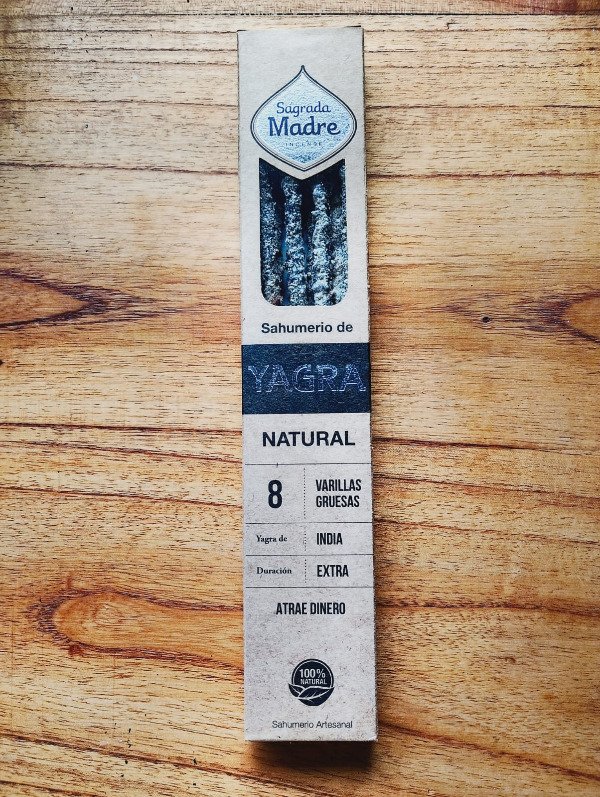 Sagrada
Madre
INCENSE
Sahumerio de
YAGRA
NATURAL
8 VARILLAS
GRUESAS
Yagra de INDIA
Duración EXTRA
ATRAE DINERO
100%
NATURAL
Sahumerio Artesanal